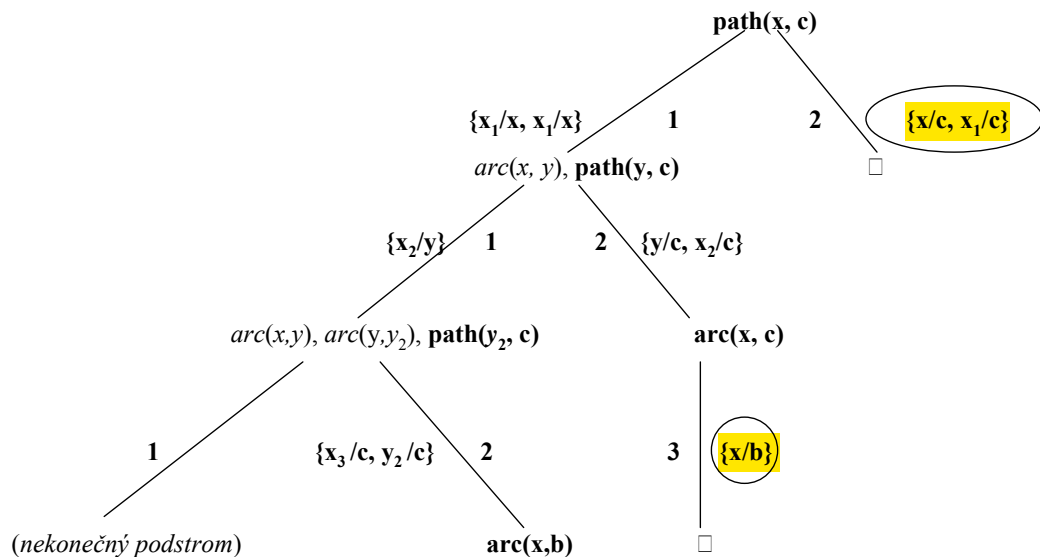 path(x, c)
{x₁/x, x₁/x} 1 2 {x/c, x₁/c}
arc(x, y), path(y, c) □
{x₂/y} 1 2 {y/c, x₂/c}
arc(x,y), arc(y,y₂), path(y₂, c) arc(x, c)
1 {x₃/c, y₂/c} 2 3 {x/b}
(nekonečný podstrom) arc(x,b) □